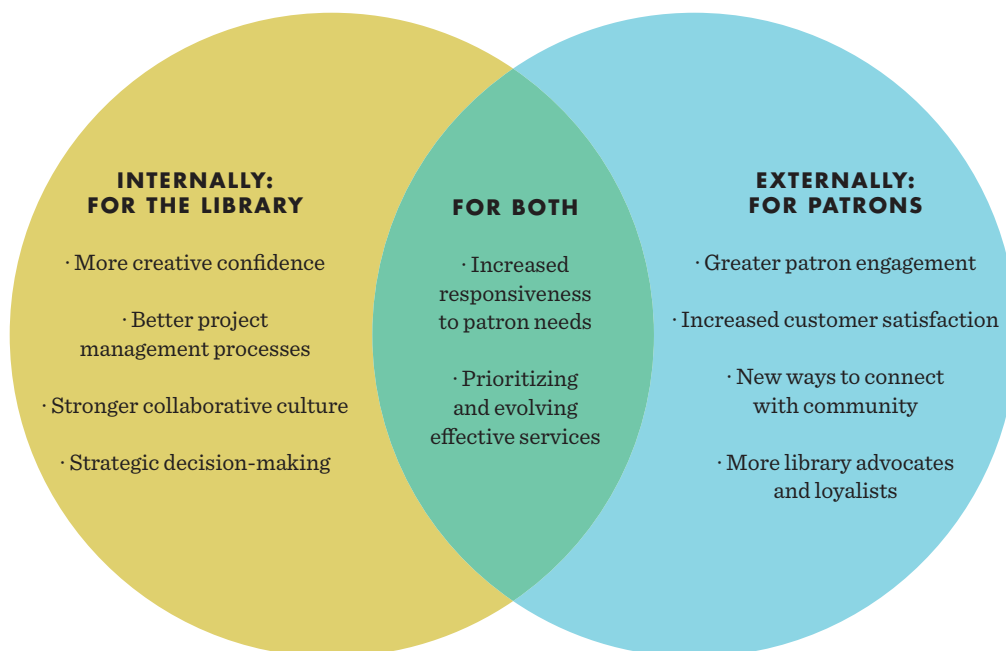 INTERNALLY:
FOR THE LIBRARY
· More creative confidence
· Better project
management processes
· Stronger collaborative culture
· Strategic decision-making
FOR BOTH
· Increased
responsiveness
to patron needs
· Prioritizing
and evolving
effective services
EXTERNALLY:
FOR PATRONS
· Greater patron engagement
· Increased customer satisfaction
· New ways to connect
with community
· More library advocates
and loyalists